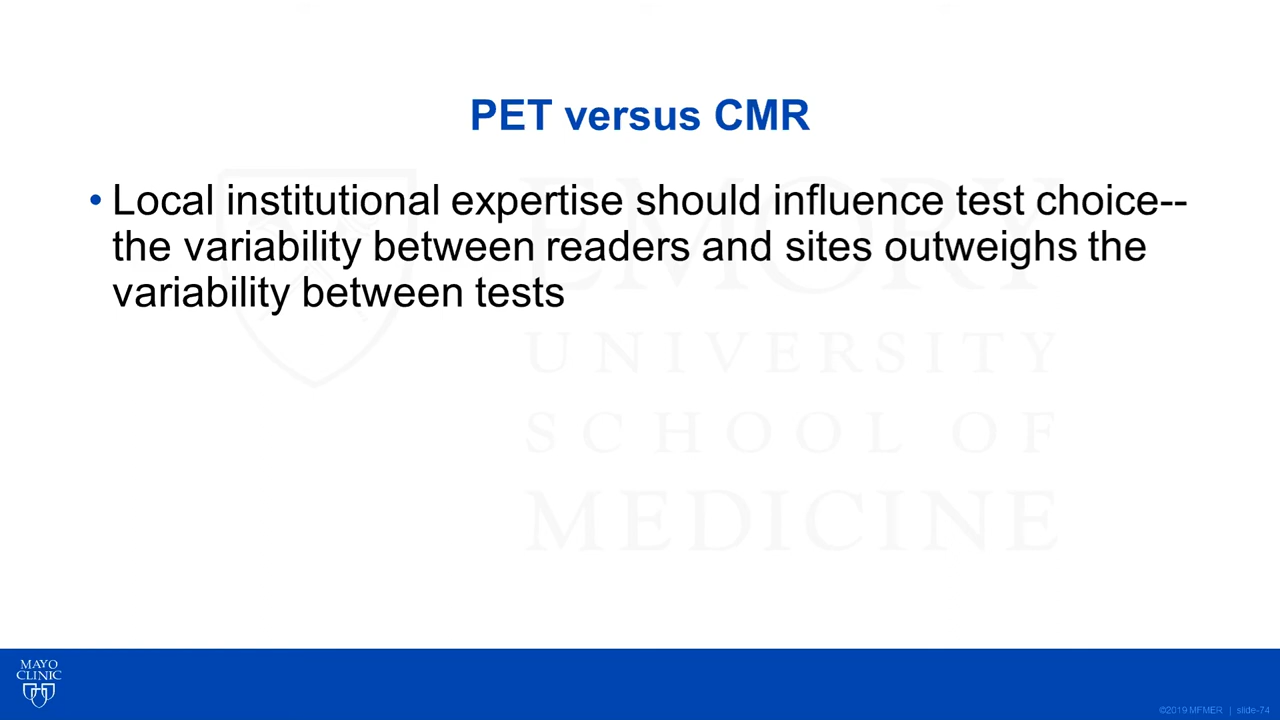 PET versus CMR
• Local institutional expertise should influence test choice--
the variability between readers and sites outweighs the
variability between tests
EMORY
UNIVERSITY
SCHOOL OF
MEDICINE
MAYO
CLINIC
©2019 MFMER | slide-74